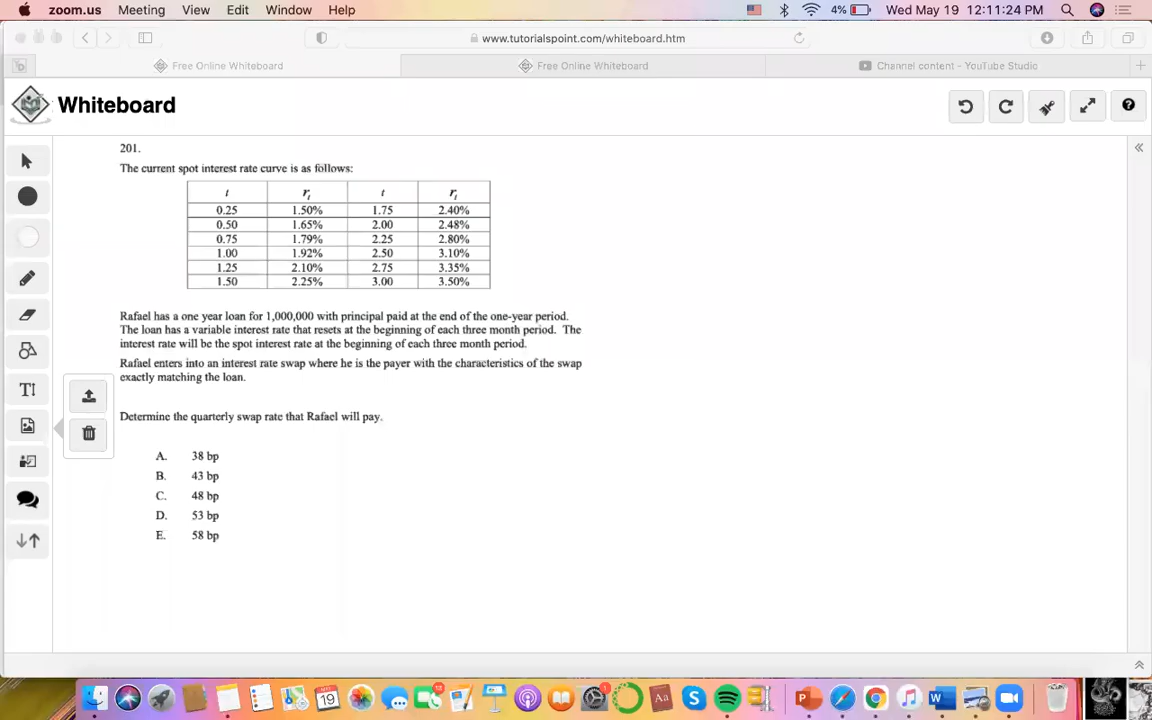 zoom.us Meeting View Edit Window Help 4% Wed May 19 12:11:24 PM
www.tutorialspoint.com/whiteboard.htm
Free Online Whiteboard Free Online Whiteboard Channel content - YouTube Studio
Whiteboard
201.
The current spot interest rate curve is as follows:
t rt t rt
0.25 1.50% 1.75 2.40%
0.50 1.65% 2.00 2.48%
0.75 1.79% 2.25 2.80%
1.00 1.92% 2.50 3.10%
1.25 2.10% 2.75 3.35%
1.50 2.25% 3.00 3.50%
Rafael has a one year loan for 1,000,000 with principal paid at the end of the one-year period.
The loan has a variable interest rate that resets at the beginning of each three month period. The
interest rate will be the spot interest rate at the beginning of each three month period.
Rafael enters into an interest rate swap where he is the payer with the characteristics of the swap
exactly matching the loan.
Determine the quarterly swap rate that Rafael will pay.
A. 38 bp
B. 43 bp
C. 48 bp
D. 53 bp
E. 58 bp